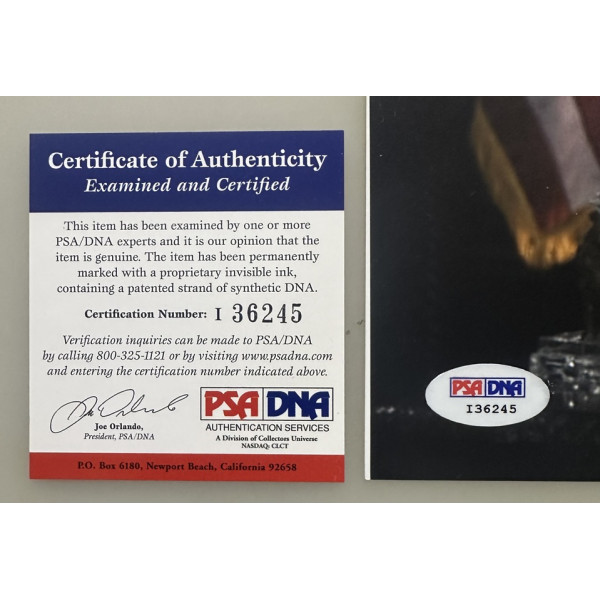 Certificate of Authenticity
Examined and Certified
This item has been examined by one or more
PSA/DNA experts and it is our opinion that the
item is genuine. The item has been permanently
marked with a proprietary invisible ink,
containing a patented strand of synthetic DNA.
Certification Number: I 36245
Verification inquiries can be made to PSA/DNA
by calling 800-325-1121 or by visiting www.psadna.com
and entering the certification number indicated above.
Joe Orlando,
President, PSA/DNA
PSA DNA
AUTHENTICATION SERVICES
A Division of Collectors Universe
NASDAQ: CLCT
P.O. Box 6180, Newport Beach, California 92658
PSA DNA
I36245